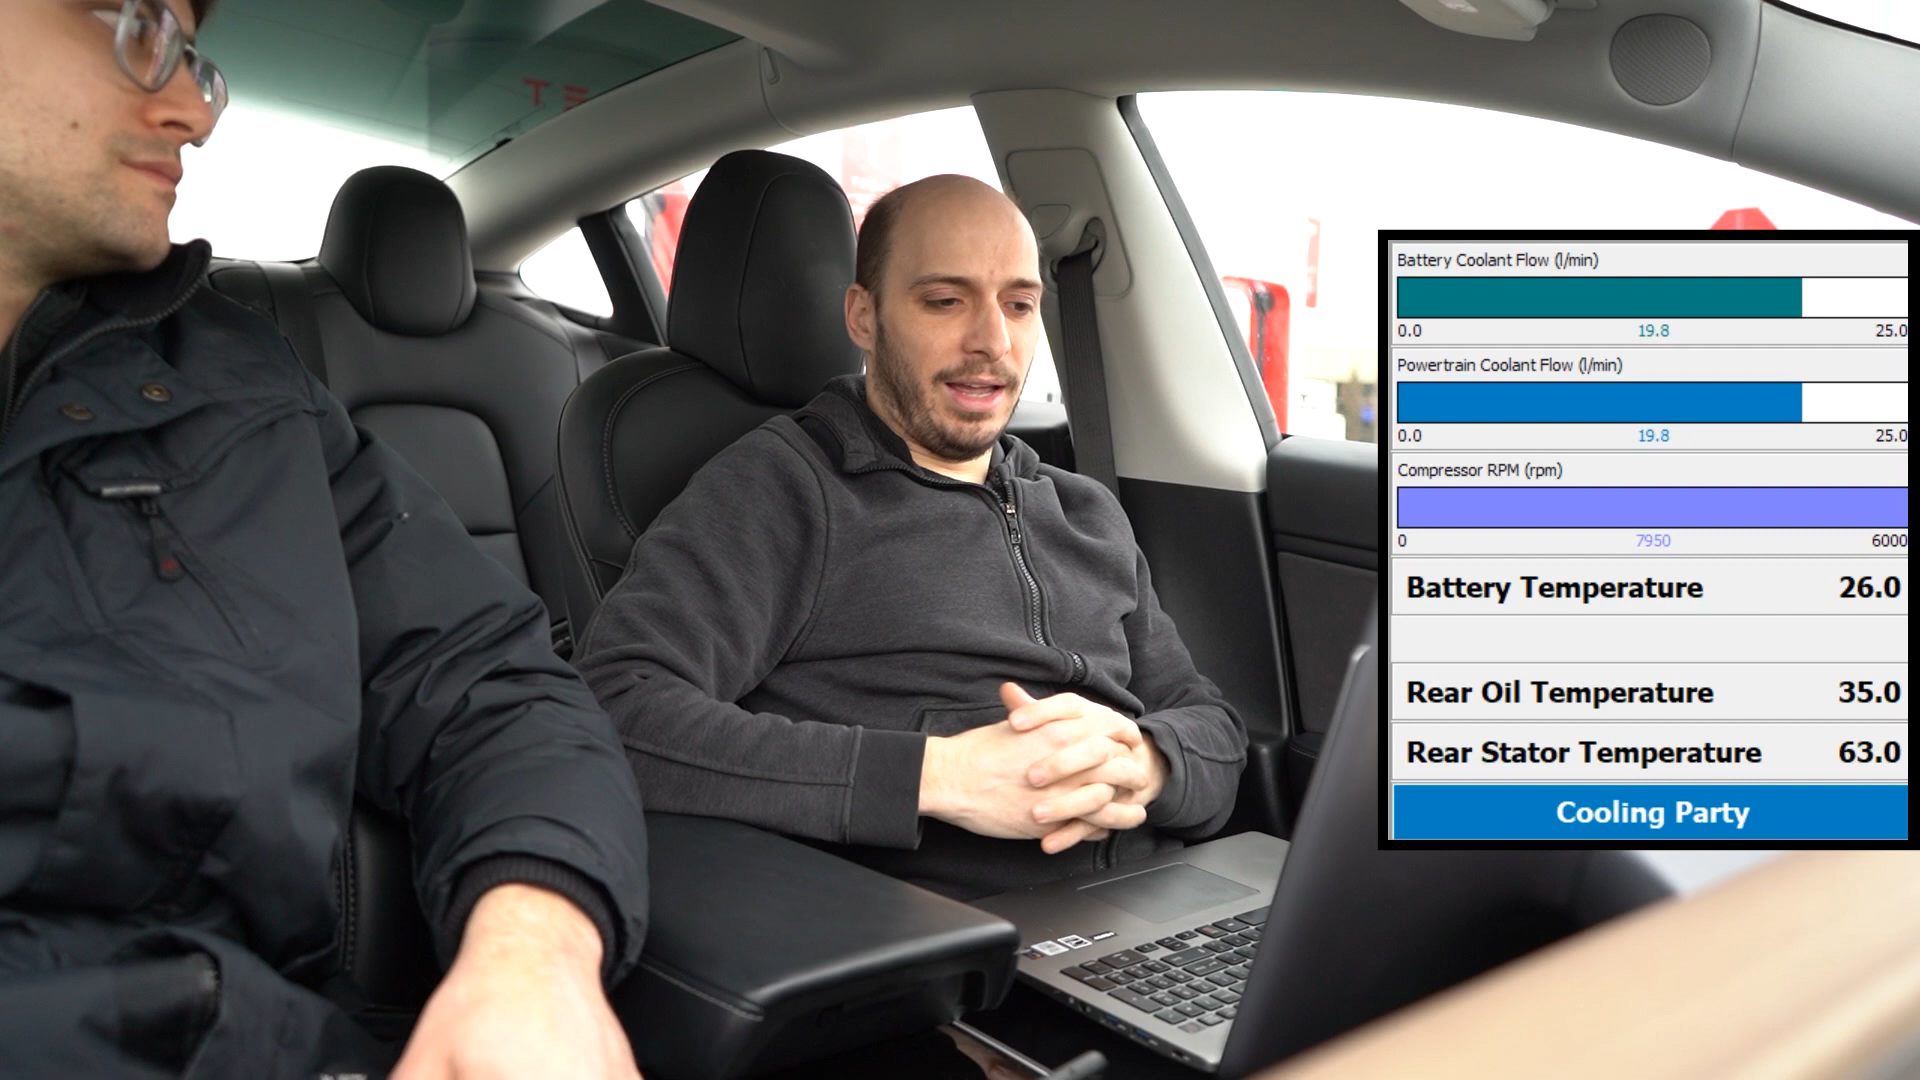 TE
Battery Coolant Flow (l/min)
0.0 19.8 25.0
Powertrain Coolant Flow (l/min)
0.0 19.8 25.0
Compressor RPM (rpm)
0 7950 6000
Battery Temperature 26.0
Rear Oil Temperature 35.0
Rear Stator Temperature 63.0
Cooling Party